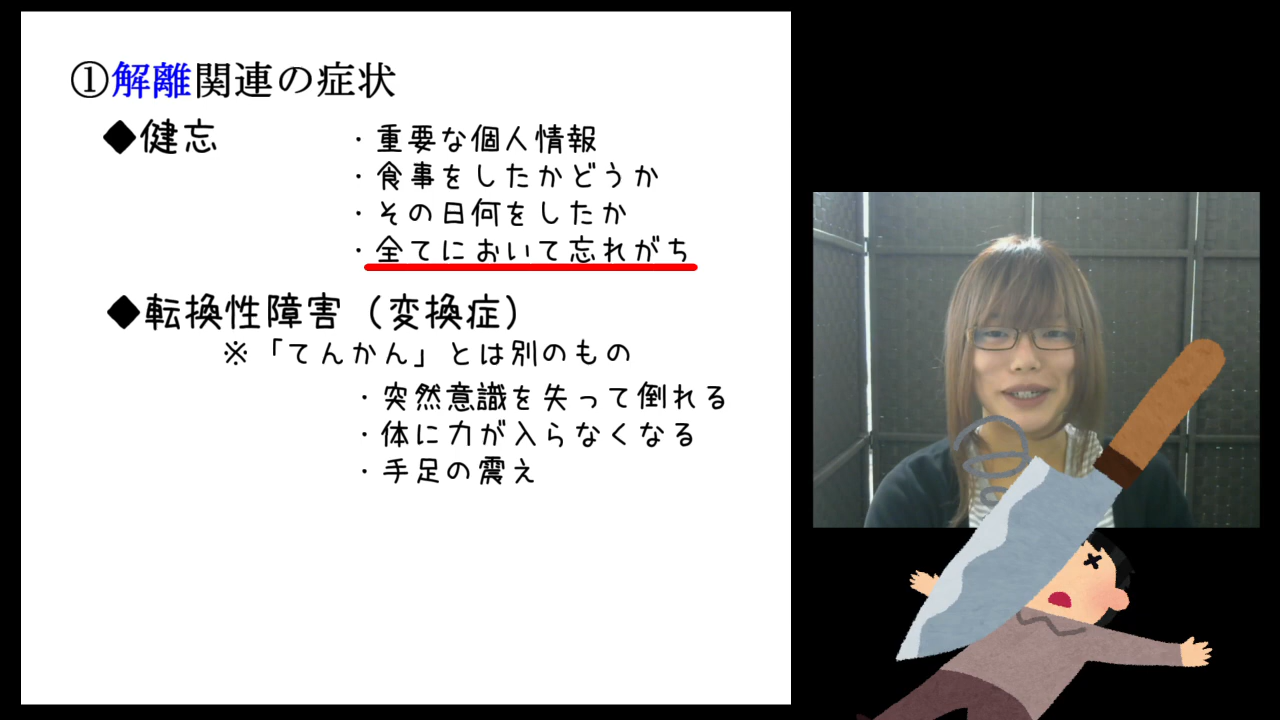 ①解離関連の症状
◆健忘
・重要な個人情報
・食事をしたかどうか
・その日何をしたか
・全てにおいて忘れがち
◆転換性障害（変換症）
※「てんかん」とは別のもの
・突然意識を失って倒れる
・体に力が入らなくなる
・手足の震え